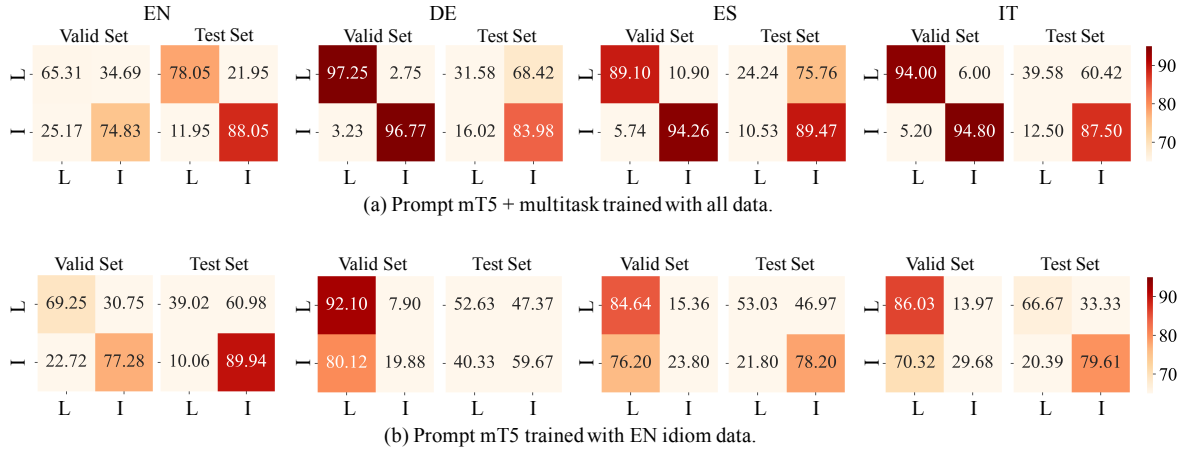 EN DE ES IT
Valid Set Test Set Valid Set Test Set Valid Set Test Set Valid Set Test Set
L 65.31 34.69 78.05 21.95 97.25 2.75 31.58 68.42 89.10 10.90 24.24 75.76 94.00 6.00 39.58 60.42 90
80
I 25.17 74.83 11.95 88.05 3.23 96.77 16.02 83.98 5.74 94.26 10.53 89.47 5.20 94.80 12.50 87.50 70
L I L I L I L I L I L I L I L I
(a) Prompt mT5 + multitask trained with all data.
Valid Set Test Set Valid Set Test Set Valid Set Test Set Valid Set Test Set
L 69.25 30.75 39.02 60.98 L 92.10 7.90 52.63 47.37 L 84.64 15.36 53.03 46.97 L 86.03 13.97 66.67 33.33 90
80
I 22.72 77.28 10.06 89.94 I 80.12 19.88 40.33 59.67 I 76.20 23.80 21.80 78.20 I 70.32 29.68 20.39 79.61 70
L I L I L I L I L I L I L I L I
(b) Prompt mT5 trained with EN idiom data.